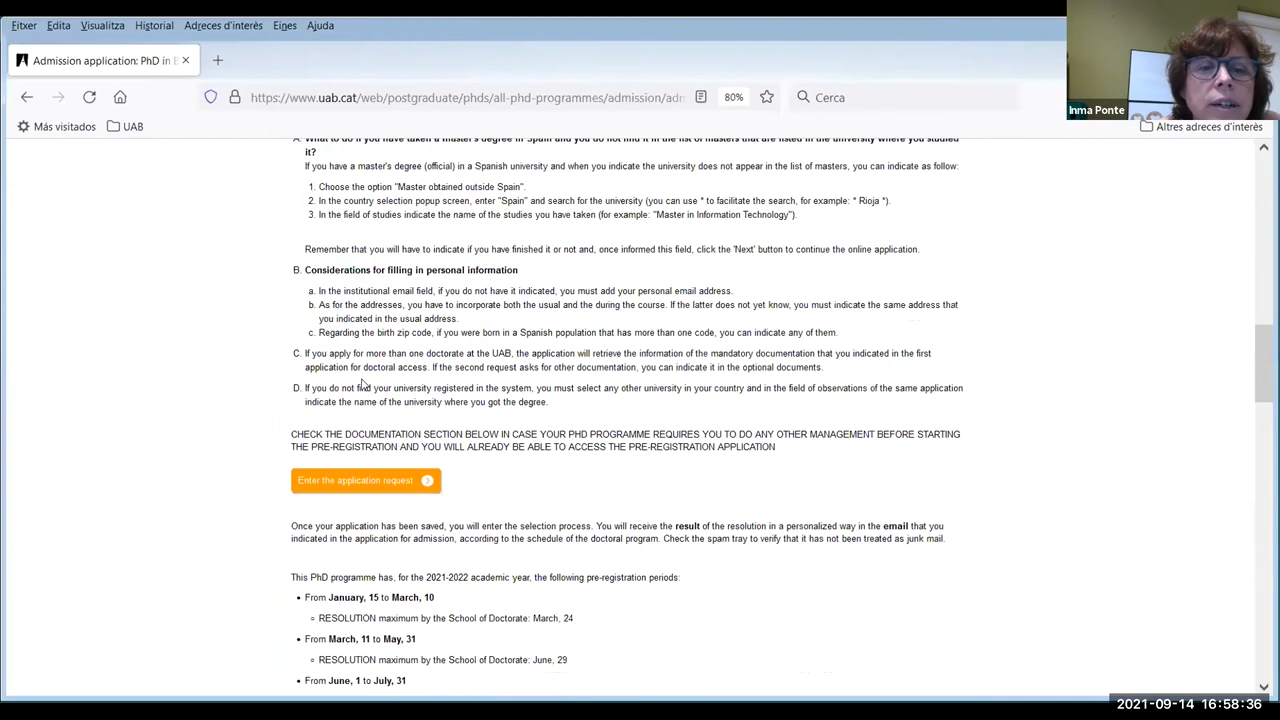 Fitxer Edita Visualitza Historial Adreces d'interès Eines Ajuda
Admission application: PhD in
https://www.uab.cat/web/postgraduate/phds/all-phd-programmes/admission/adm
80%
Cerca
Inma Ponte
Más visitados UAB Altres adreces d'interès
A. What to do if you have taken a master's degree in Spain and you do not find it in the list of masters that are listed in the university where you studied
it?
If you have a master's degree (official) in a Spanish university and when you indicate the university does not appear in the list of masters, you can indicate as follow:
1. Choose the option "Master obtained outside Spain".
2. In the country selection popup screen, enter "Spain" and search for the university (you can use * to facilitate the search, for example: * Rioja *).
3. In the field of studies indicate the name of the studies you have taken (for example: "Master in Information Technology").
Remember that you will have to indicate if you have finished it or not and, once informed this field, click the 'Next' button to continue the online application.
B. Considerations for filling in personal information
a. In the institutional email field, if you do not have it indicated, you must add your personal email address.
b. As for the addresses, you have to incorporate both the usual and the during the course. If the latter does not yet know, you must indicate the same address that
you indicated in the usual address.
c. Regarding the birth zip code, if you were born in a Spanish population that has more than one code, you can indicate any of them.
C. If you apply for more than one doctorate at the UAB, the application will retrieve the information of the mandatory documentation that you indicated in the first
application for doctoral access. If the second request asks for other documentation, you can indicate it in the optional documents.
D. If you do not find your university registered in the system, you must select any other university in your country and in the field of observations of the same application
indicate the name of the university where you got the degree.
CHECK THE DOCUMENTATION SECTION BELOW IN CASE YOUR PHD PROGRAMME REQUIRES YOU TO DO ANY OTHER MANAGEMENT BEFORE STARTING
THE PRE-REGISTRATION AND YOU WILL ALREADY BE ABLE TO ACCESS THE PRE-REGISTRATION APPLICATION
Enter the application request
Once your application has been saved, you will enter the selection process. You will receive the result of the resolution in a personalized way in the email that you
indicated in the application for admission, according to the schedule of the doctoral program. Check the spam tray to verify that it has not been treated as junk mail.
This PhD programme has, for the 2021-2022 academic year, the following pre-registration periods:
• From January, 15 to March, 10
RESOLUTION maximum by the School of Doctorate: March, 24
• From March, 11 to May, 31
RESOLUTION maximum by the School of Doctorate: June, 29
• From June, 1 to July, 31
2021-09-14 16:58:36